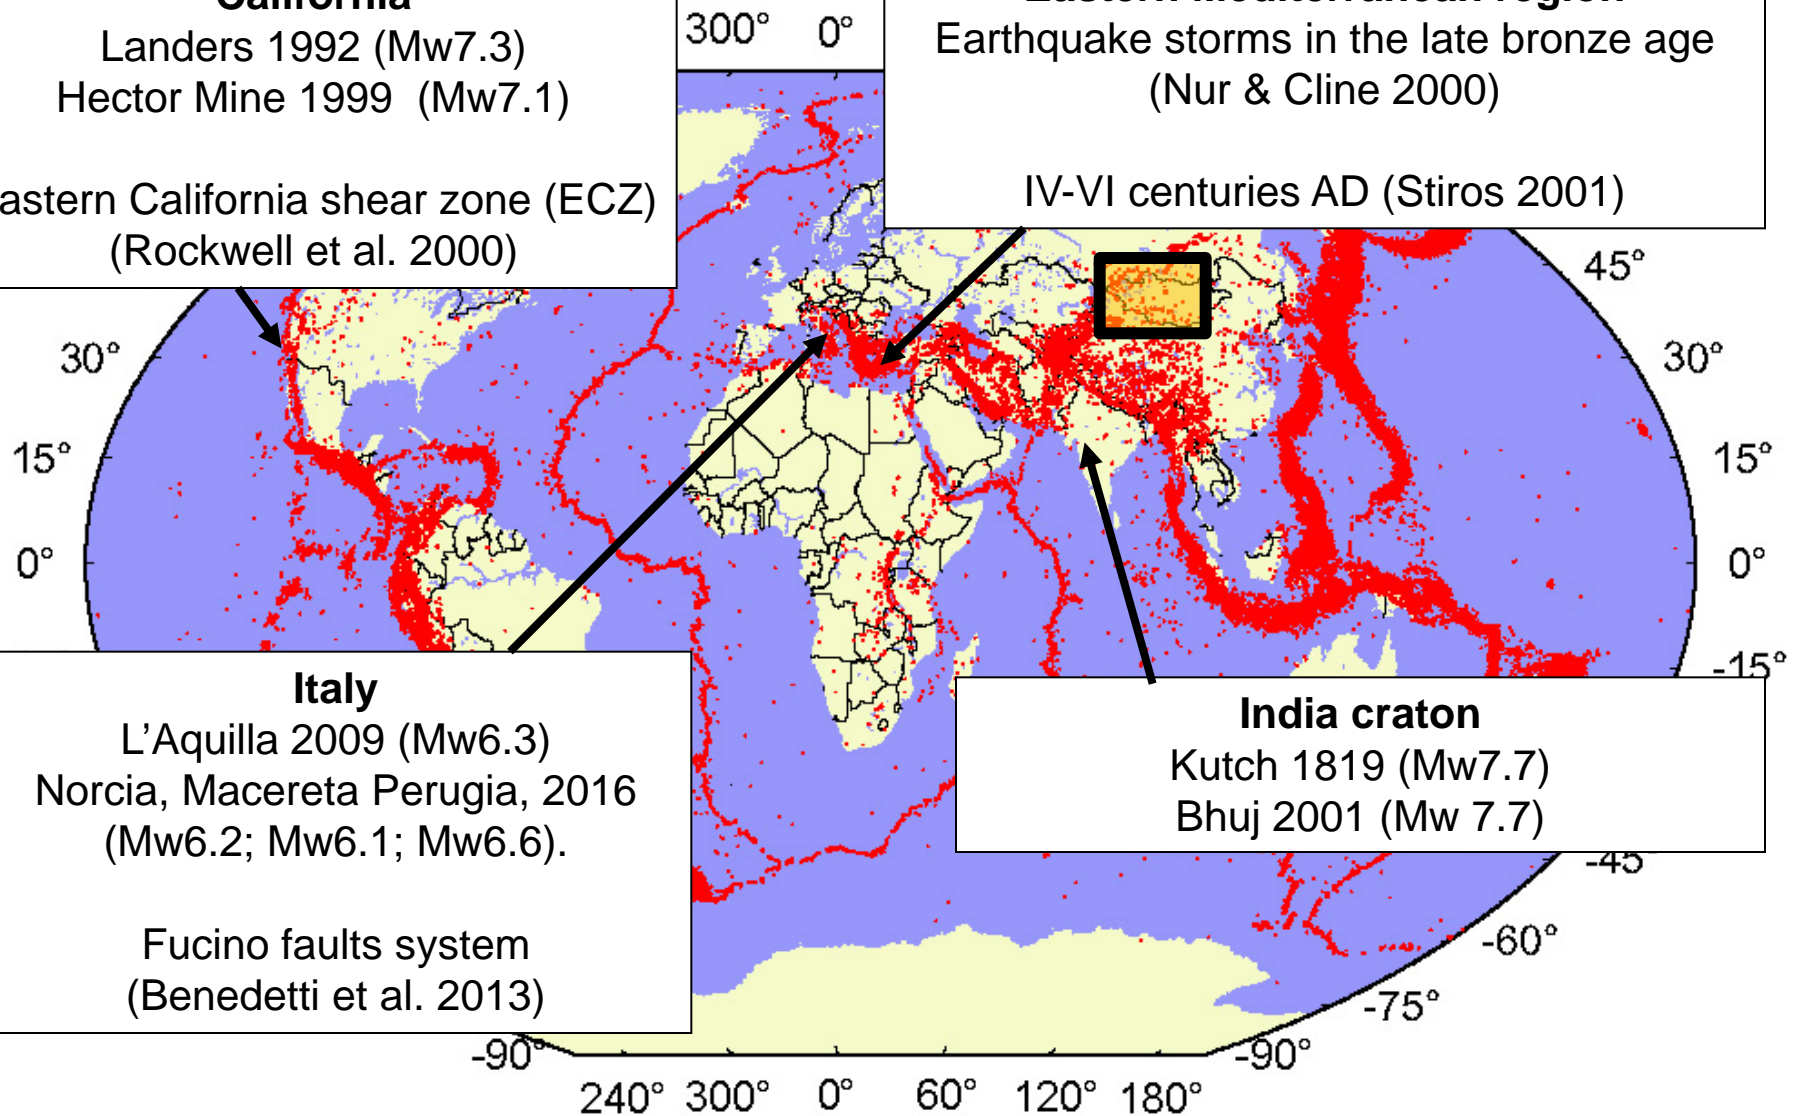 California
Landers 1992 (Mw7.3)
Hector Mine 1999 (Mw7.1)
astern California shear zone (ECZ)
(Rockwell et al. 2000)
300° 0°
Eastern Mediterranean region
Earthquake storms in the late bronze age
(Nur & Cline 2000)
IV-VI centuries AD (Stiros 2001)
45°
30°
30°
15°
15°
0°
0°
-15°
Italy
L’Aquilla 2009 (Mw6.3)
Norcia, Macereta Perugia, 2016
(Mw6.2; Mw6.1; Mw6.6).
Fucino faults system
(Benedetti et al. 2013)
India craton
Kutch 1819 (Mw7.7)
Bhuj 2001 (Mw 7.7)
-45°
-60°
-75°
-90°
-90°
240° 300° 0° 60° 120° 180°